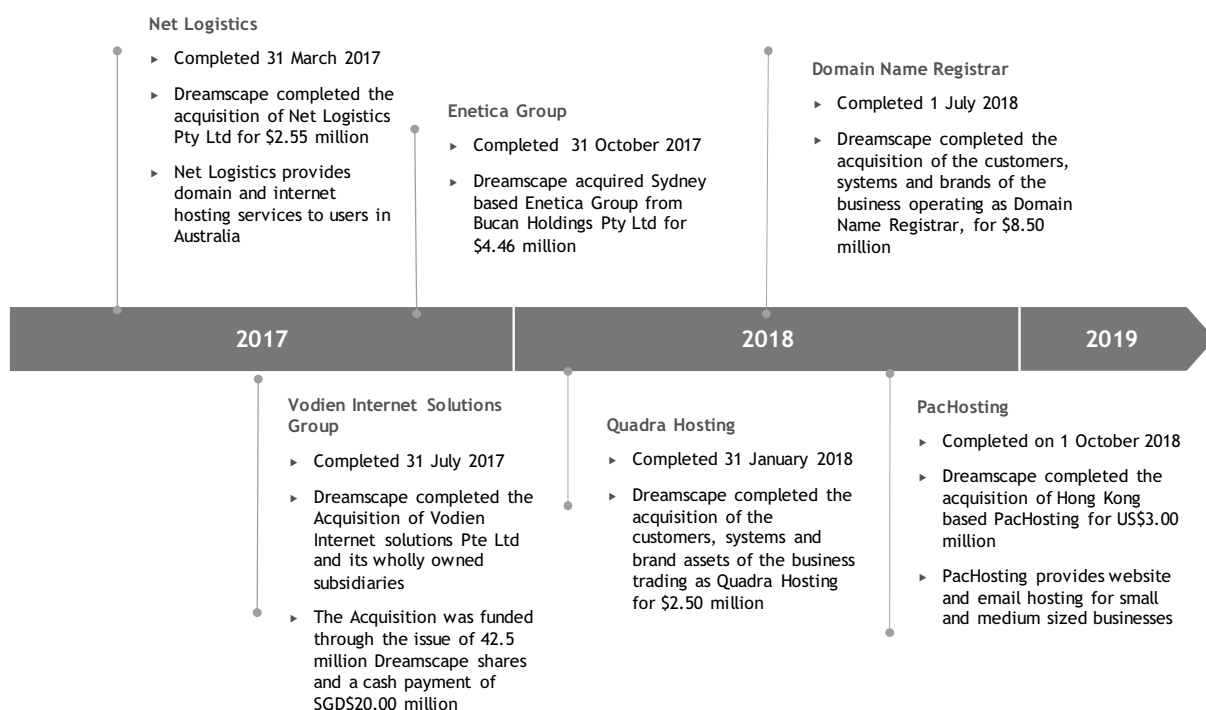 Net Logistics
▸ Completed 31 March 2017
▸ Dreamscape completed the
acquisition of Net Logistics
Pty Ltd for $2.55 million
▸ Net Logistics provides
domain and internet
hosting services to users in
Australia
Enetica Group
▸ Completed 31 October 2017
▸ Dreamscape acquired Sydney
based Enetica Group from
Bucan Holdings Pty Ltd for
$4.46 million
Domain Name Registrar
▸ Completed 1 July 2018
▸ Dreamscape completed the
acquisition of the customers,
systems and brands of the
business operating as Domain
Name Registrar, for $8.50
million
2017
2018
2019
Vodien Internet Solutions
Group
▸ Completed 31 July 2017
▸ Dreamscape completed the
Acquisition of Vodien
Internet solutions Pte Ltd
and its wholly owned
subsidiaries
▸ The Acquisition was funded
through the issue of 42.5
million Dreamscape shares
and a cash payment of
SGD$20.00 million
Quadra Hosting
▸ Completed 31 January 2018
▸ Dreamscape completed the
acquisition of the
customers, systems and
brand assets of the business
trading as Quadra Hosting
for $2.50 million
PacHosting
▸ Completed on 1 October 2018
▸ Dreamscape completed the
acquisition of Hong Kong
based PacHosting for US$3.00
million
▸ PacHosting provides website
and email hosting for small
and medium sized businesses